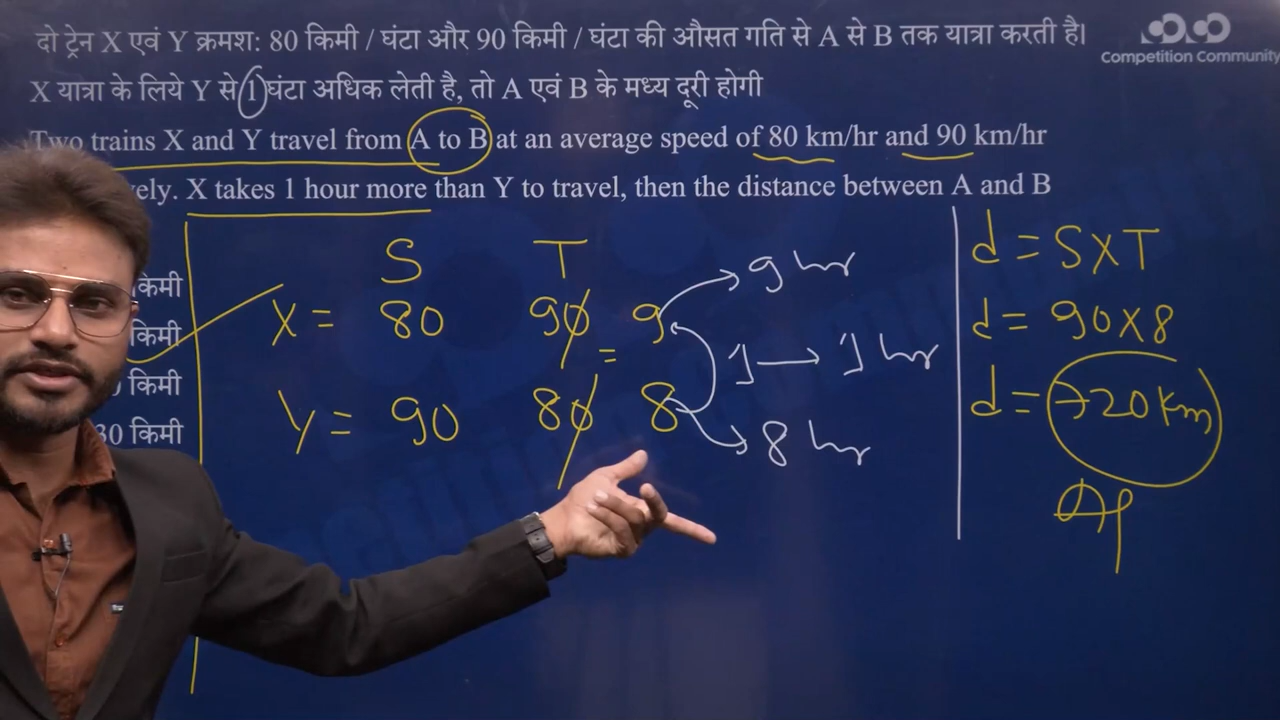 दो ट्रेन X एवं Y क्रमश: 80 किमी / घंटा और 90 किमी / घंटा की औसत गति से A से B तक यात्रा करती है।
Competition Community
X यात्रा के लिये Y से 1 घंटा अधिक लेती है, तो A एवं B के मध्य दूरी होगी
Two trains X and Y travel from A to B at an average speed of 80 km/hr and 90 km/hr
vely. X takes 1 hour more than Y to travel, then the distance between A and B
किमी
किमी
किमी
30 किमी
S T
X = 80 90 = 9 → 9 hr
1 → 1 hr
Y = 90 80 8 → 8 hr
d = S X T
d = 90 X 8
d = 720 Km